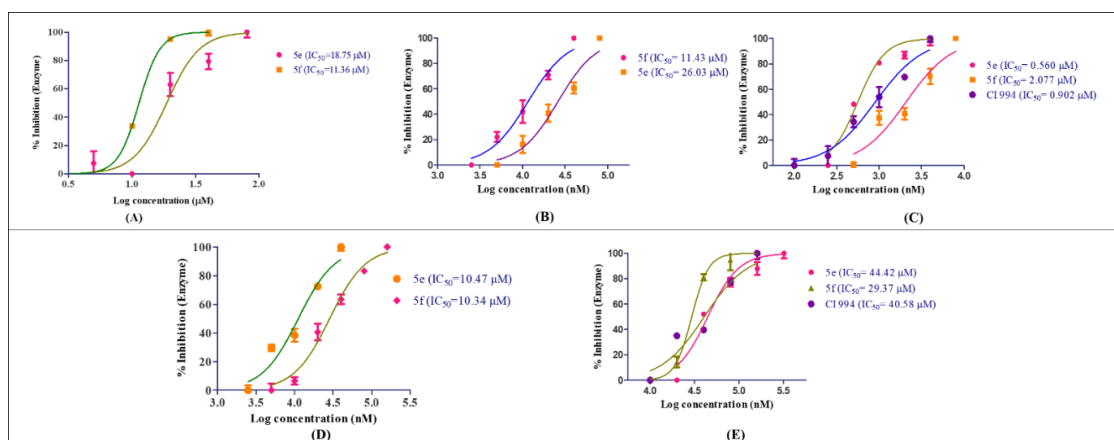 % Inhibition (Enzyme)
100
80
60
40
20
0
0.6
1.0
1.4
1.9
2.1
Log concentration (μM)
5e (IC50=18.75 μM)
5f (IC50=11.36 μM)
(A)
% Inhibition (Enzyme)
100
80
60
40
20
0
3.0
3.5
4.0
4.5
5.0
Log concentration (nM)
5f (IC50= 11.43 μM)
5e (IC50= 26.03 μM)
(B)
% Inhibition (Enzyme)
100
80
60
40
20
0
2.0
2.5
3.0
3.5
4.0
Log concentration (nM)
5e (IC50= 0.560 μM)
5f (IC50= 2.077 μM)
CI 994 (IC50= 0.902 μM)
(C)
% Inhibition (Enzyme)
100
80
60
40
20
0
3.0
3.5
4.0
4.5
5.0
5.5
Log concentration (nM)
5e (IC50=10.47 μM)
5f (IC50=10.34 μM)
(D)
% Inhibition (Enzyme)
100
80
60
40
20
0
4.0
4.5
5.0
5.5
Log concentration (nM)
5e (IC50= 44.42 μM)
5f (IC50= 29.37 μM)
CI 994 (IC50= 40.58 μM)
(E)